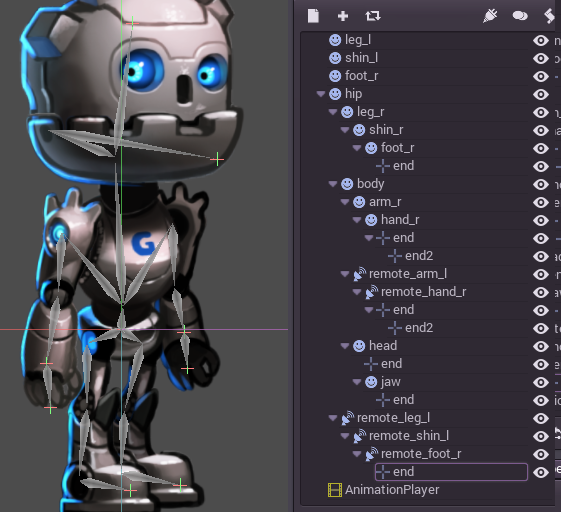 G
leg_l
shin_l
foot_r
hip
leg_r
shin_r
foot_r
end
body
arm_r
hand_r
end
end2
remote_arm_l
remote_hand_r
end
end2
head
end
jaw
end
remote_leg_l
remote_shin_l
remote_foot_r
end
AnimationPlayer